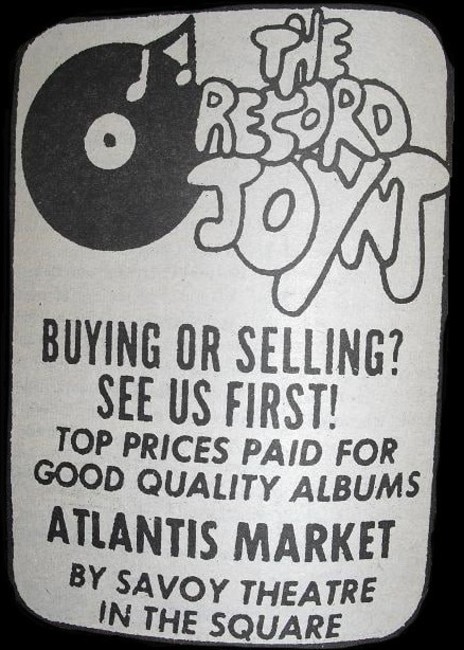 THE
RECORD
JOYNT
BUYING OR SELLING?
SEE US FIRST!
TOP PRICES PAID FOR
GOOD QUALITY ALBUMS
ATLANTIS MARKET
BY SAVOY THEATRE
IN THE SQUARE